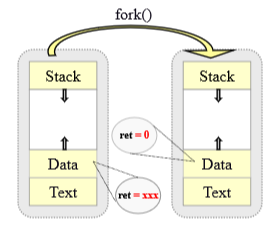 fork()
Stack
Stack
ret = 0
Data
Data
Text
ret = xxx
Text